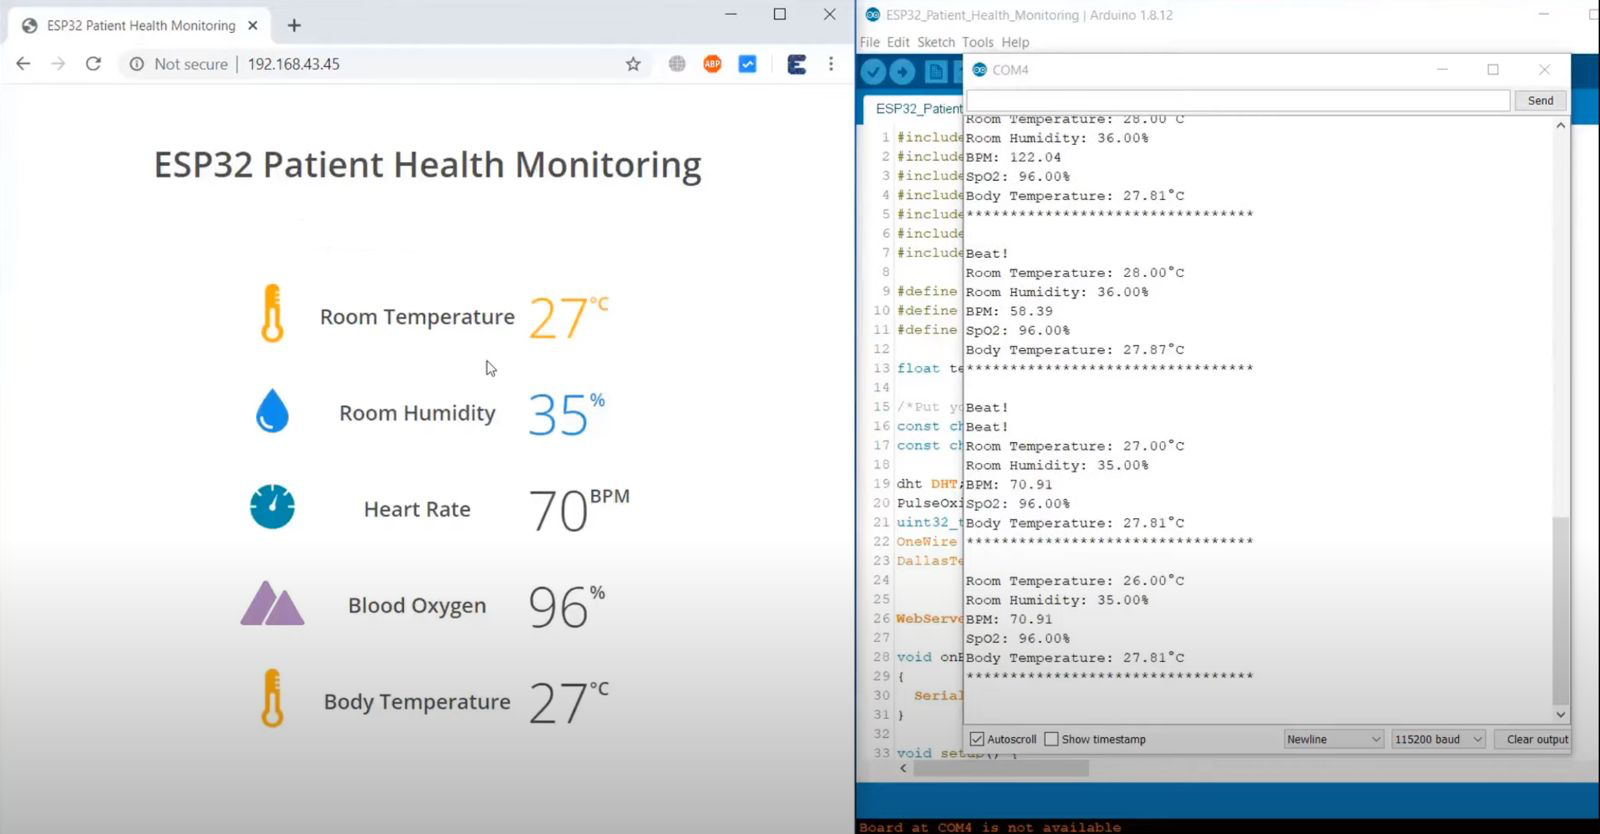 ESP32 Patient Health Monitoring
Not secure | 192.168.43.45
ABP
ESP32 Patient Health Monitoring
Room Temperature 27°C
Room Humidity 35%
Heart Rate 70 BPM
Blood Oxygen 96%
Body Temperature 27°C
ESP32_Patient_Health_Monitoring | Arduino 1.8.12
File Edit Sketch Tools Help
COM4
Send
ESP32_Patient
1 #include
2 #include
3 #include
4 #include
5 #include
6 #include
7 #include
8
9 #define
10 #define
11 #define
12
13 float te
14
15 /*Put yo
16 const ch
17 const ch
18
19 dht DHT;
20 PulseOxi
21 uint32_t
22 OneWire
23 DallasTe
24
25
26 WebServe
27
28 void onB
29 {
30 Serial
31 }
32
33 void setup() {
Room Temperature: 28.00°C
Room Humidity: 36.00%
BPM: 122.04
SpO2: 96.00%
Body Temperature: 27.81°C
*********************************
Beat!
Room Temperature: 28.00°C
Room Humidity: 36.00%
BPM: 58.39
SpO2: 96.00%
Body Temperature: 27.87°C
*********************************
Beat!
Beat!
Room Temperature: 27.00°C
Room Humidity: 35.00%
BPM: 70.91
SpO2: 96.00%
Body Temperature: 27.81°C
*********************************
Room Temperature: 26.00°C
Room Humidity: 35.00%
BPM: 70.91
SpO2: 96.00%
Body Temperature: 27.81°C
*********************************
Autoscroll Show timestamp Newline 115200 baud Clear output
Board at COM4 is not available